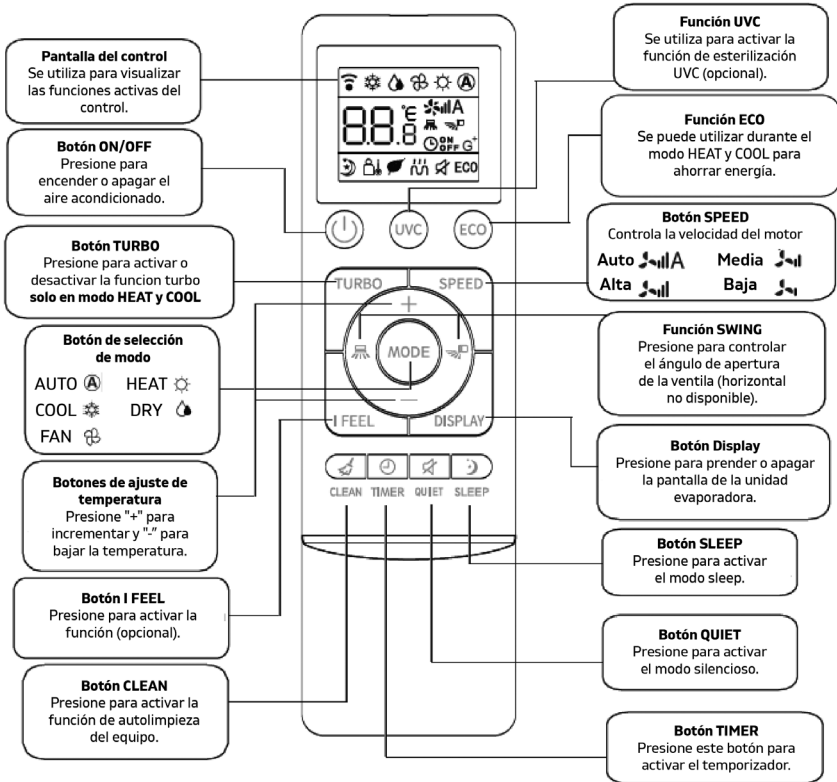 Pantalla del control
Se utiliza para visualizar
las funciones activas del
control.
Botón ON/OFF
Presione para
encender o apagar el
aire acondicionado.
Botón TURBO
Presione para activar o
desactivar la funcion turbo
solo en modo HEAT y COOL
Botón de selección
de modo
AUTO A HEAT
COOL DRY
FAN
Botones de ajuste de
temperatura
Presione "+" para
incrementar y "-" para
bajar la temperatura.
Botón I FEEL
Presione para activar la
función (opcional).
Botón CLEAN
Presione para activar la
función de autolimpieza
del equipo.
A
88.8 °C A
ON
OFF G+
ECO
UVC ECO
TURBO SPEED
+
MODE
-
I FEEL DISPLAY
CLEAN TIMER QUIET SLEEP
Función UVC
Se utiliza para activar la
función de esterilización
UVC (opcional).
Función ECO
Se puede utilizar durante el
modo HEAT y COOL para
ahorrar energía.
Botón SPEED
Controla la velocidad del motor
Auto A Media
Alta Baja
Función SWING
Presione para controlar
el ángulo de apertura
de la ventila (horizontal
no disponible).
Botón Display
Presione para prender o apagar
la pantalla de la unidad
evaporadora.
Botón SLEEP
Presione para activar
el modo sleep.
Botón QUIET
Presione para activar
el modo silencioso.
Botón TIMER
Presione este botón para
activar el temporizador.